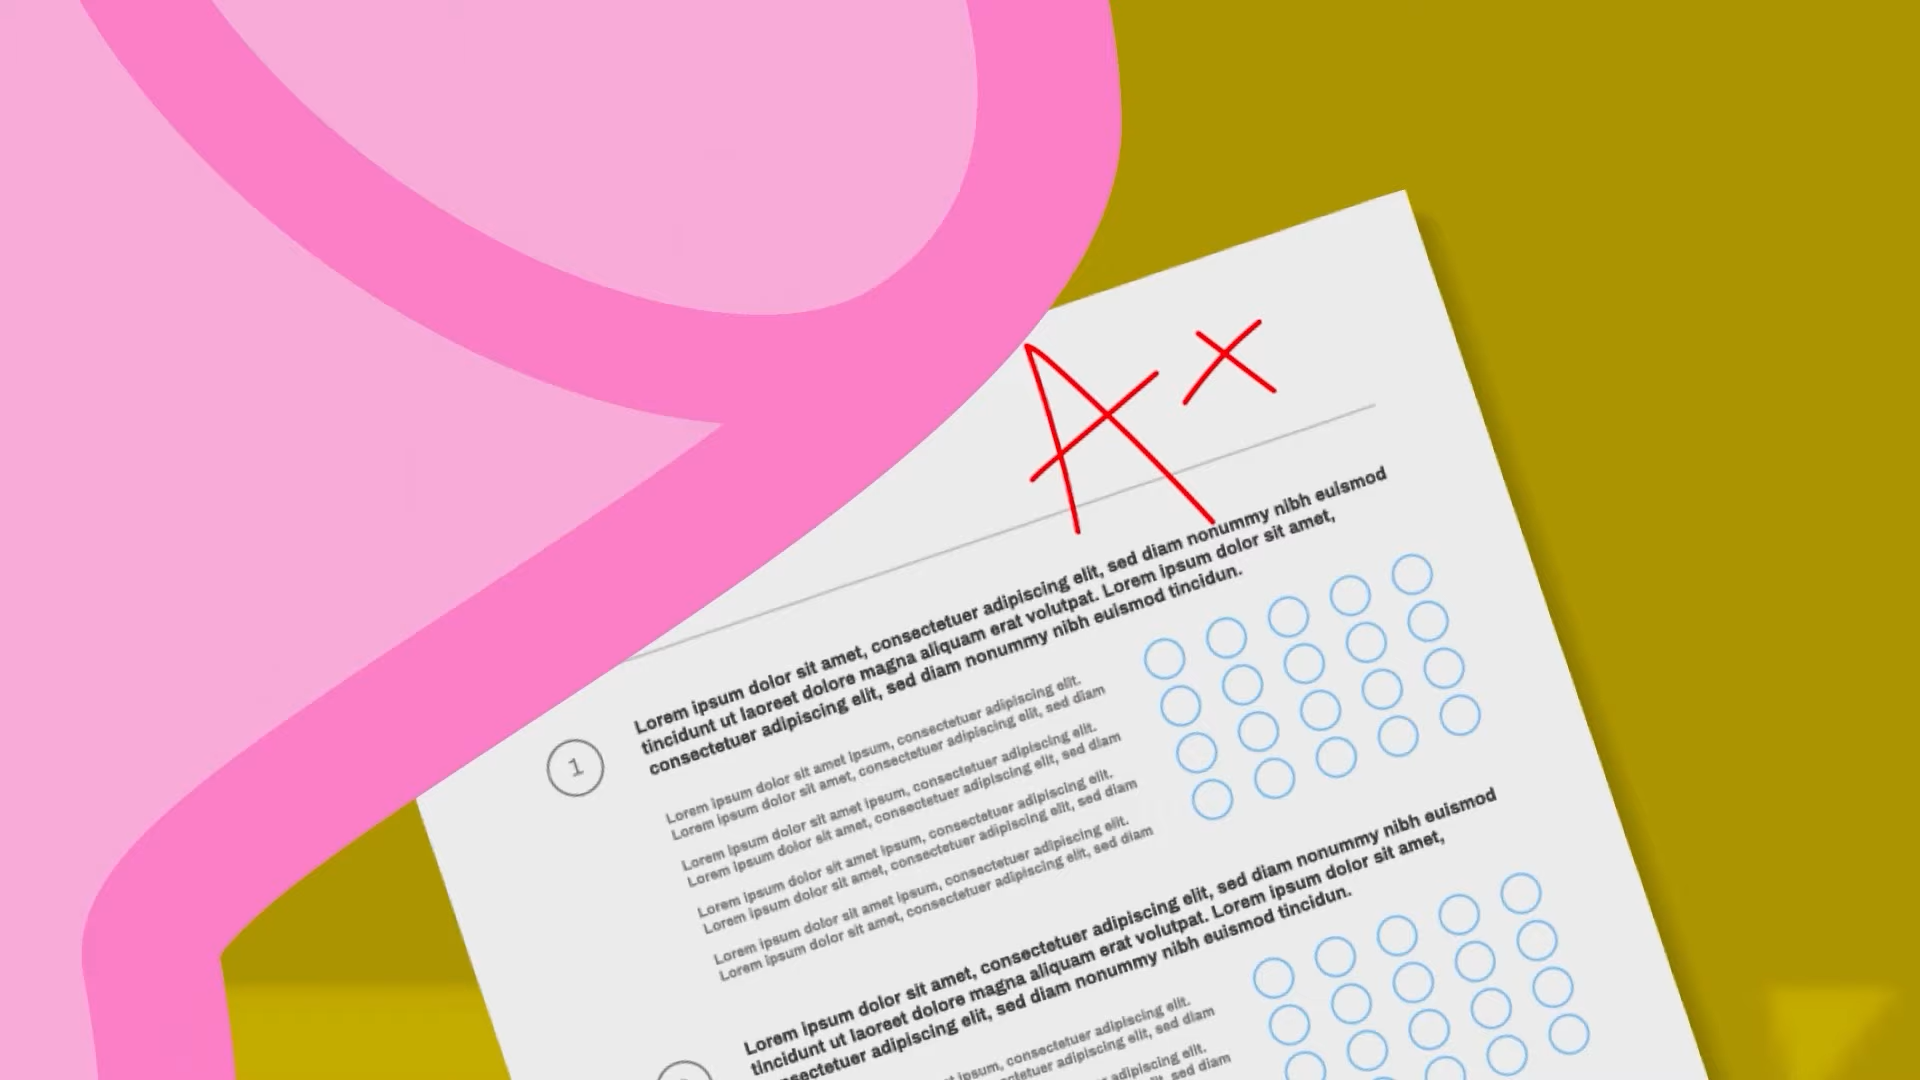 A+
Lorem ipsum dolor sit amet, consectetuer adipiscing elit, sed diam nonummy nibh euismod
tincidunt ut laoreet dolore magna aliquam erat volutpat. Lorem ipsum dolor sit amet,
consectetuer adipiscing elit, sed diam nonummy nibh euismod tincidun.
1
Lorem ipsum dolor sit amet ipsum, consectetuer adipiscing elit.
Lorem ipsum dolor sit amet, consectetuer adipiscing elit, sed diam
Lorem ipsum dolor sit amet ipsum, consectetuer adipiscing elit.
Lorem ipsum dolor sit amet, consectetuer adipiscing elit, sed diam
Lorem ipsum dolor sit amet ipsum, consectetuer adipiscing elit.
Lorem ipsum dolor sit amet, consectetuer adipiscing elit, sed diam
Lorem ipsum dolor sit amet ipsum, consectetuer adipiscing elit.
Lorem ipsum dolor sit amet, consectetuer adipiscing elit, sed diam
Lorem ipsum dolor sit amet, consectetuer adipiscing elit, sed diam nonummy nibh euismod
tincidunt ut laoreet dolore magna aliquam erat volutpat. Lorem ipsum dolor sit amet,
adipiscing elit, sed diam nonummy nibh euismod tincidun.
ipsum, consectetuer adipiscing elit.
consectetuer adipiscing elit, sed diam
adipiscing elit.
elit, sed diam